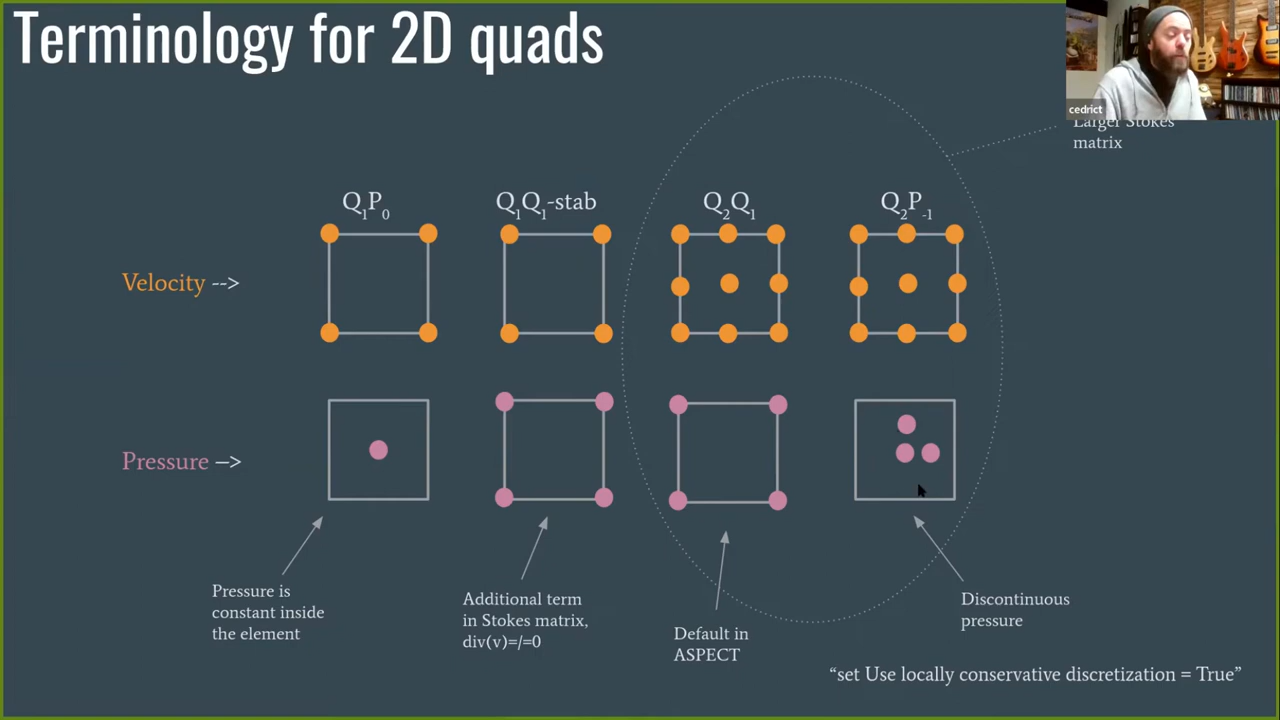 Terminology for 2D quads
cedrict
Larger Stokes
matrix
Q1P0
Q1Q1-stab
Q2Q1
Q2P-1
Velocity -->
Pressure –>
Pressure is
constant inside
the element
Additional term
in Stokes matrix,
div(v)=/=0
Default in
ASPECT
Discontinuous
pressure
“set Use locally conservative discretization = True”